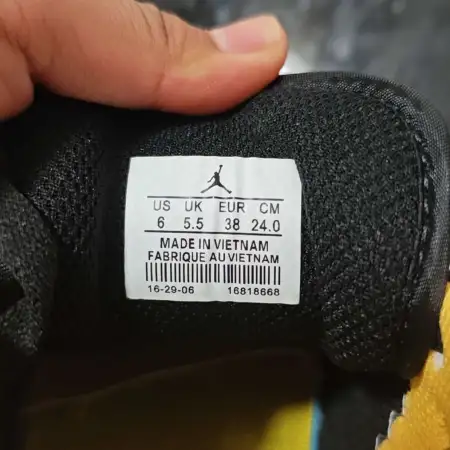 US UK EUR CM
6 5.5 38 24.0
MADE IN VIETNAM
FABRIQUE AU VIETNAM
16-29-06 16818668